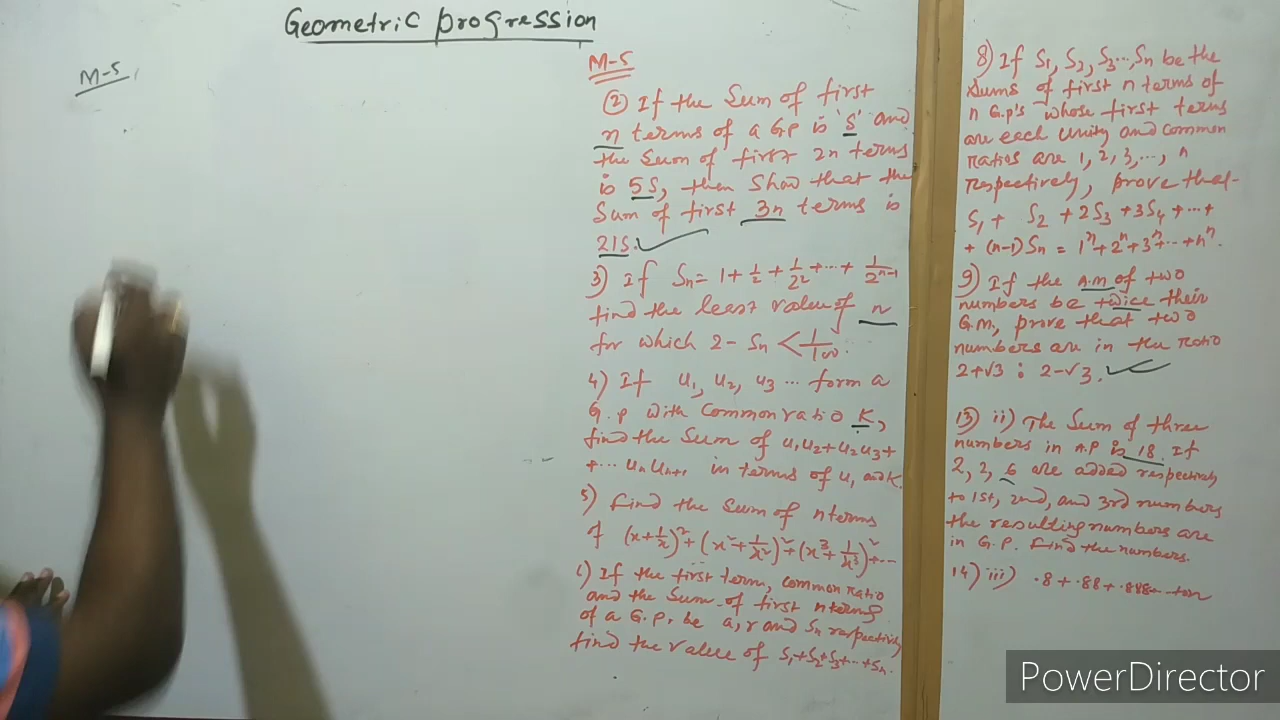 Geometric progression
M-5
M-5
② If the Sum of first
n terms of a GP is 'S' and
the Sum of first 2n terms
is 5S, then Show that the
Sum of first 3n terms is
21S.
3) If Sn = 1 + 1/2 + 1/2² + ... + 1/2ⁿ⁻¹
find the least value of n
for which 2 - Sn < 1/100.
4) If u₁, u₂, u₃ ... form a
G.P with Common ratio K,
find the Sum of u₁u₂+u₂u₃+
+... uₙuₙ₊₁ in terms of u₁ and K.
5) Find the Sum of n terms
of (x+1/x)²+(x²+1/x²)²+(x³+1/x³)²+...
6) If the first term, common ratio
and the Sum of first n terms
of a G.P. be a, r and Sn respectively
find the value of S₁+S₂+S₃+...+Sn.
8) If S₁, S₂, S₃..., Sn be the
Sums of first n terms of
n G.P's whose first terms
are each Unity and Common
ratios are 1, 2, 3, ..., n
respectively, prove that
S₁ + S₂ + 2S₃ + 3S₄ + ... +
+ (n-1) Sn = 1ⁿ+2ⁿ+3ⁿ+...+nⁿ.
9) If the A.M of two
numbers be twice their
G.M, prove that two
numbers are in the ratio
2+√3 : 2-√3.
13) ii) The Sum of three
numbers in A.P is 18. If
2, 2, 6 are added respectively
to 1st, 2nd, and 3rd numbers
the resulting numbers are
in G.P. Find the numbers.
14) iii) .8 + .88 + .888...to n
PowerDirector